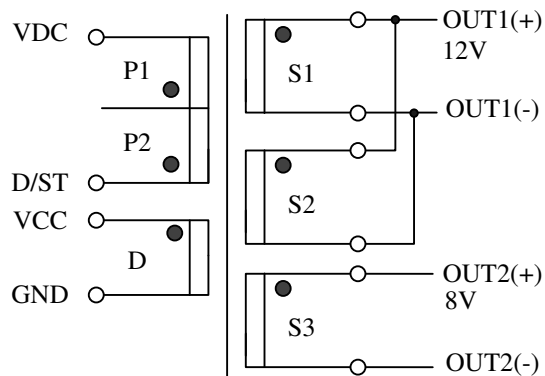 VDC
P1
P2
D/ST
VCC
D
GND
S1
S2
S3
OUT1(+)
12V
OUT1(-)
OUT2(+)
8V
OUT2(-)